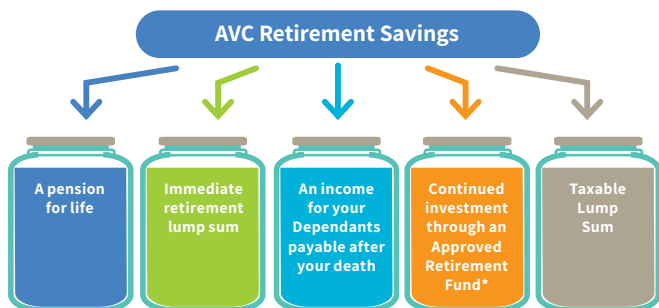 AVC Retirement Savings
A pension
for life
Immediate
retirement
lump sum
An income
for your
Dependants
payable after
your death
Continued
investment
through an
Approved
Retirement
Fund*
Taxable
Lump
Sum